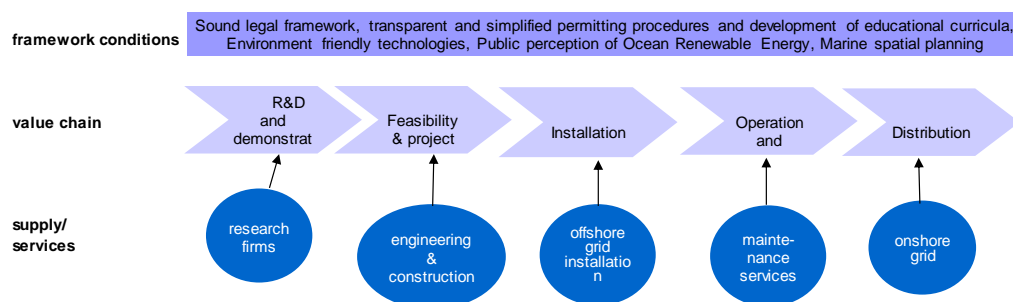 framework conditions
Sound legal framework, transparent and simplified permitting procedures and development of educational curricula,
Environment friendly technologies, Public perception of Ocean Renewable Energy, Marine spatial planning
value chain
R&D
and
demonstrat
Feasibility
& project
Installation
Operation
and
Distribution
supply/
services
research
firms
engineering
&
construction
offshore
grid
installatio
n
mainte-
nance
services
onshore
grid